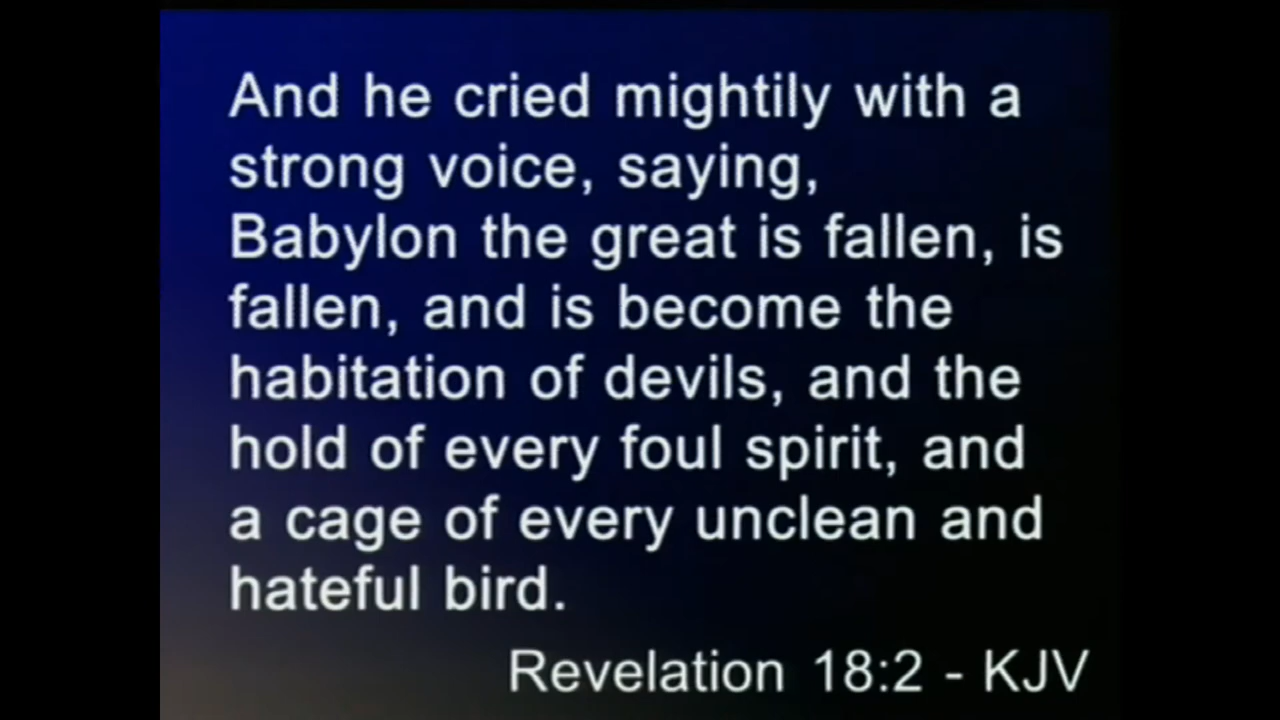 And he cried mightily with a
strong voice, saying,
Babylon the great is fallen, is
fallen, and is become the
habitation of devils, and the
hold of every foul spirit, and
a cage of every unclean and
hateful bird.
Revelation 18:2 - KJV